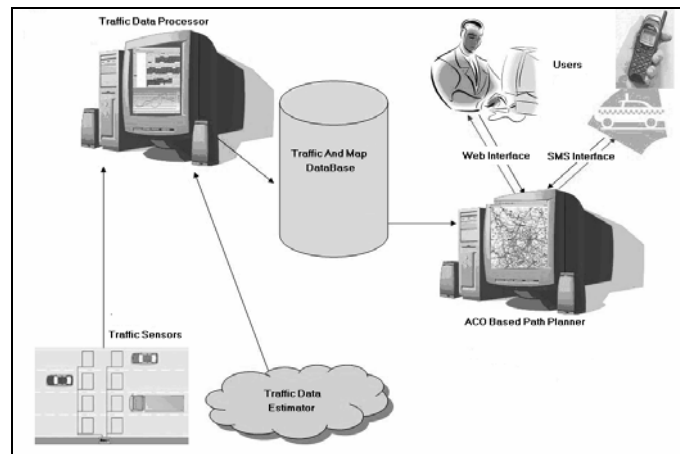 Traffic Data Processor
Users
Traffic And Map
DataBase
Web Interface
SMS Interface
ACO Based Path Planner
Traffic Sensors
Traffic Data
Estimator